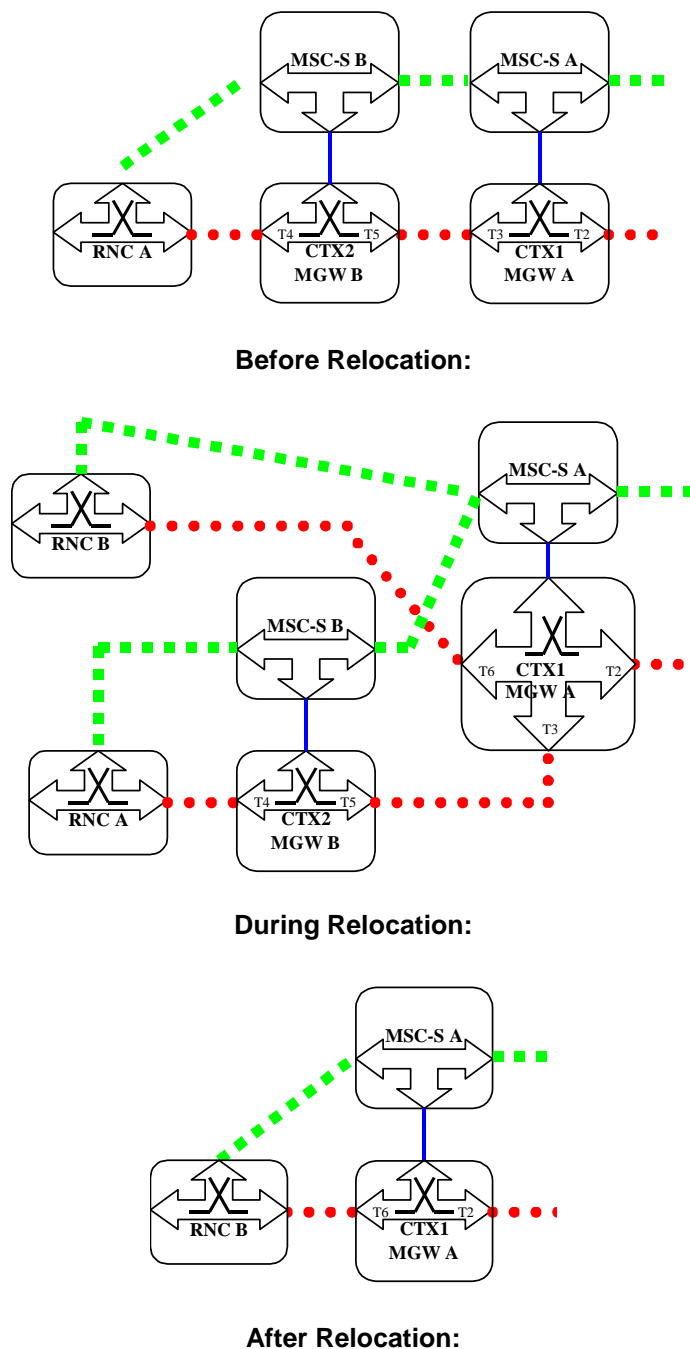 MSC-S B
MSC-S A
RNC A
T4
T5
CTX2
MGW B
T3
T2
CTX1
MGW A
Before Relocation:
MSC-S A
RNC B
MSC-S B
T6
T2
CTX1
MGW A
T3
RNC A
T4
T5
CTX2
MGW B
During Relocation:
MSC-S A
RNC B
T6
T2
CTX1
MGW A
After Relocation: